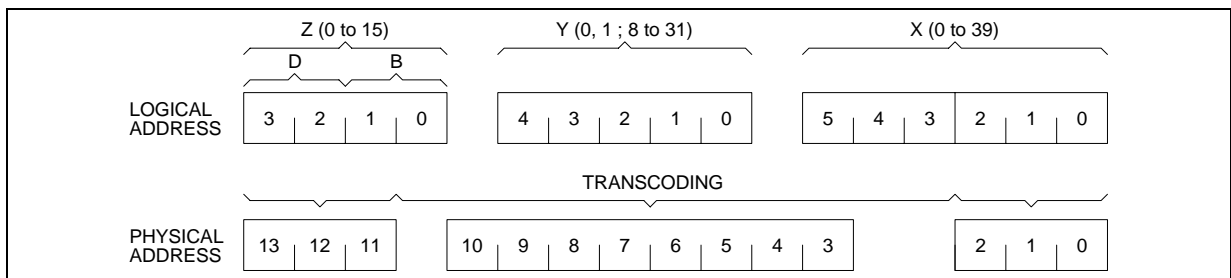 Z (0 to 15) Y (0, 1 ; 8 to 31) X (0 to 39)
D B
LOGICAL
ADDRESS
3 2 1 0 4 3 2 1 0 5 4 3 2 1 0
TRANSCODING
PHYSICAL
ADDRESS
13 12 11 10 9 8 7 6 5 4 3 2 1 0